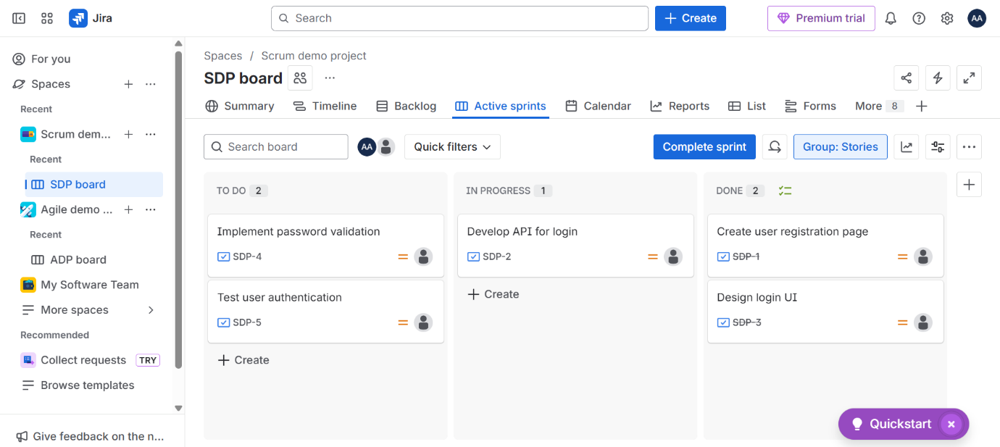 Jira
Search
Create
Premium trial
AA
For you
Spaces
Recent
Scrum dem...
Recent
SDP board
Agile demo ...
Recent
ADP board
My Software Team
More spaces
Recommended
Collect requests TRY
Browse templates
Give feedback on the n...
Spaces / Scrum demo project
SDP board
Summary Timeline Backlog Active sprints Calendar Reports List Forms More 8
Search board
AA
Quick filters
Complete sprint
Group: Stories
TO DO 2
Implement password validation
SDP-4
Test user authentication
SDP-5
Create
IN PROGRESS 1
Develop API for login
SDP-2
Create
DONE 2
Create user registration page
SDP-1
Design login UI
SDP-3
Quickstart